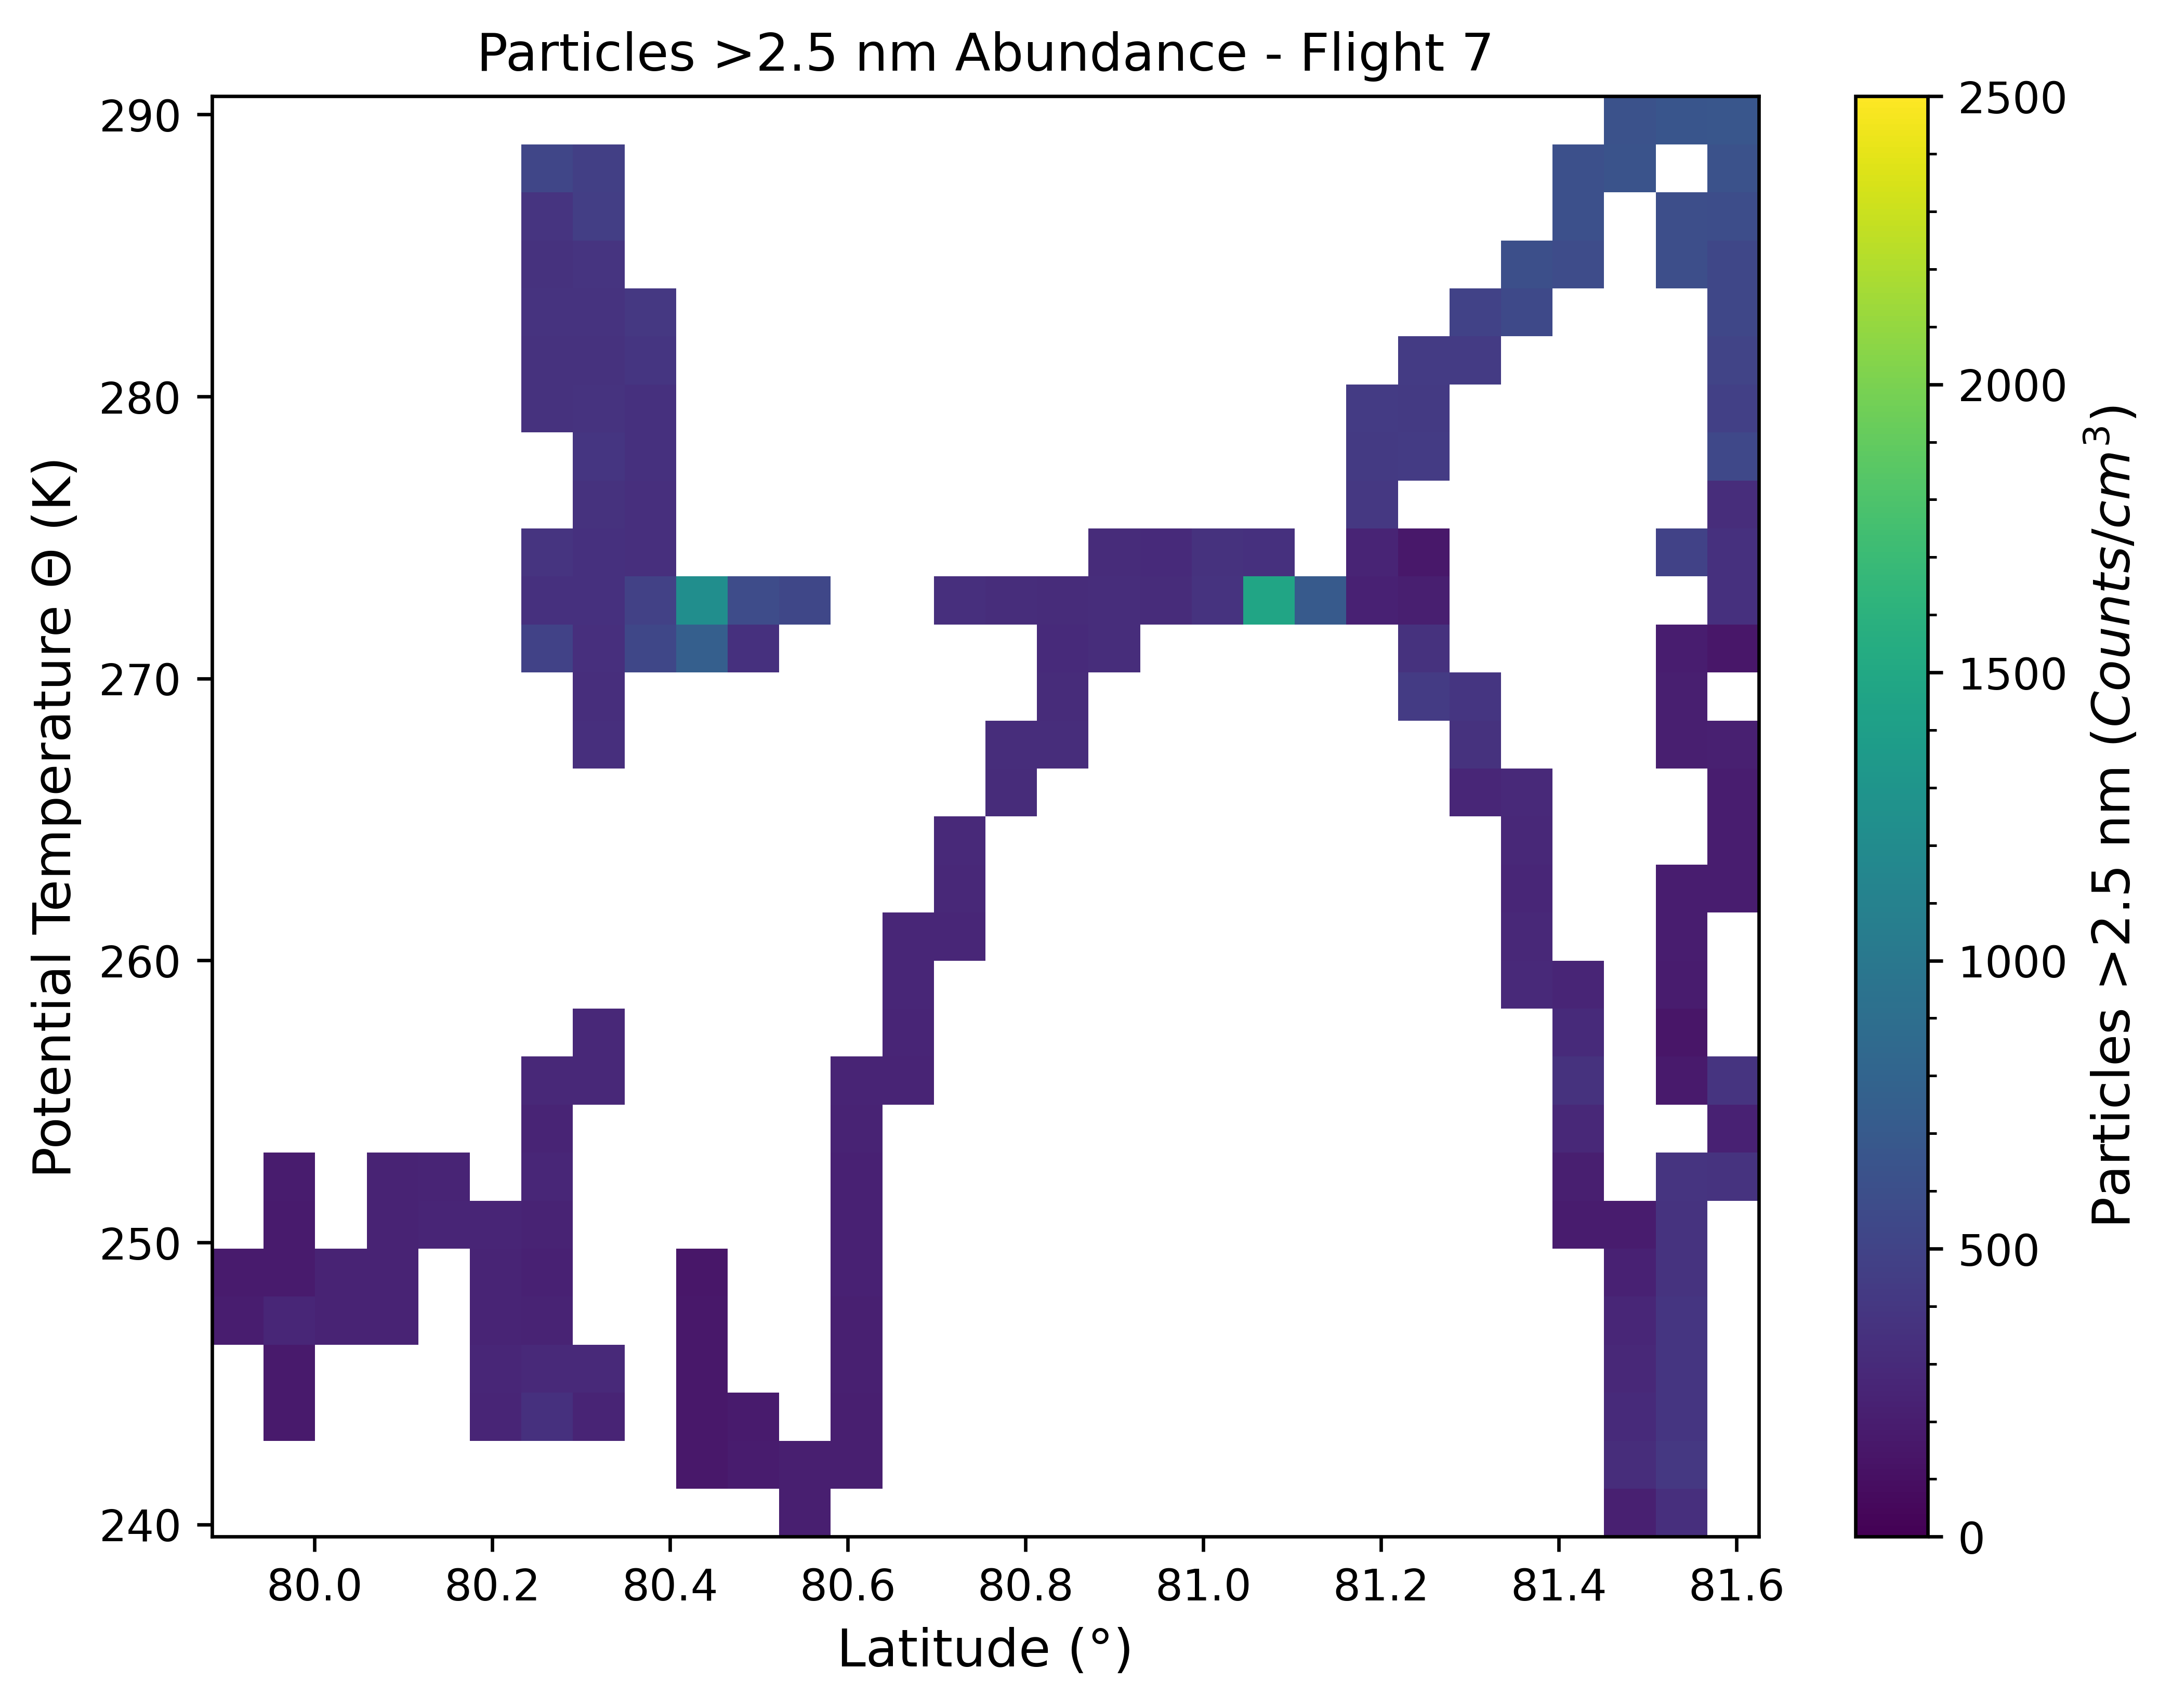 Particles >2.5 nm Abundance - Flight 7
290
280
270
260
250
240
Potential Temperature Θ (K)
80.0 80.2 80.4 80.6 80.8 81.0 81.2 81.4 81.6
Latitude (°)
2500
2000
1500
1000
500
0
Particles >2.5 nm (Counts/cm³)